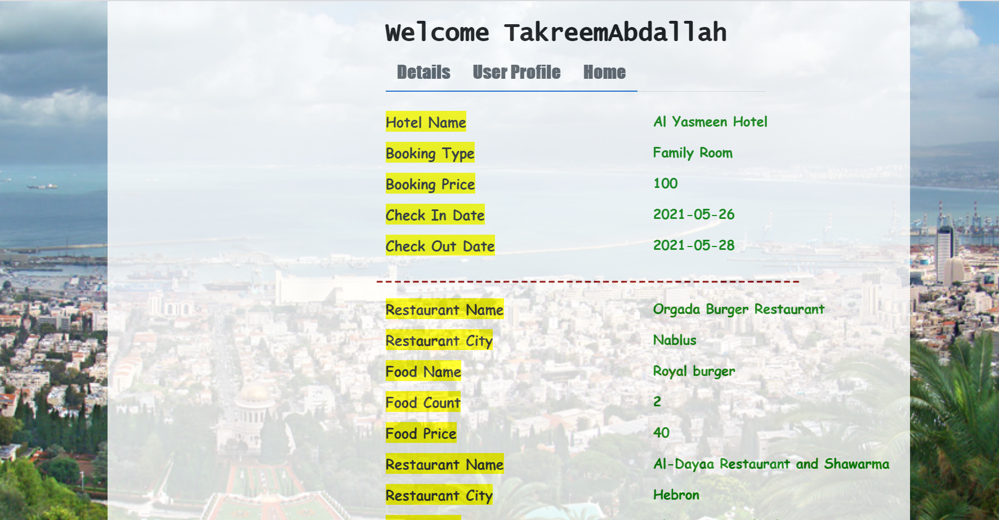 Welcome TakreemAbdallah
Details User Profile Home
Hotel Name Al Yasmeen Hotel
Booking Type Family Room
Booking Price 100
Check In Date 2021-05-26
Check Out Date 2021-05-28
Restaurant Name Orgada Burger Restaurant
Restaurant City Nablus
Food Name Royal burger
Food Count 2
Food Price 40
Restaurant Name Al-Dayaa Restaurant and Shawarma
Restaurant City Hebron